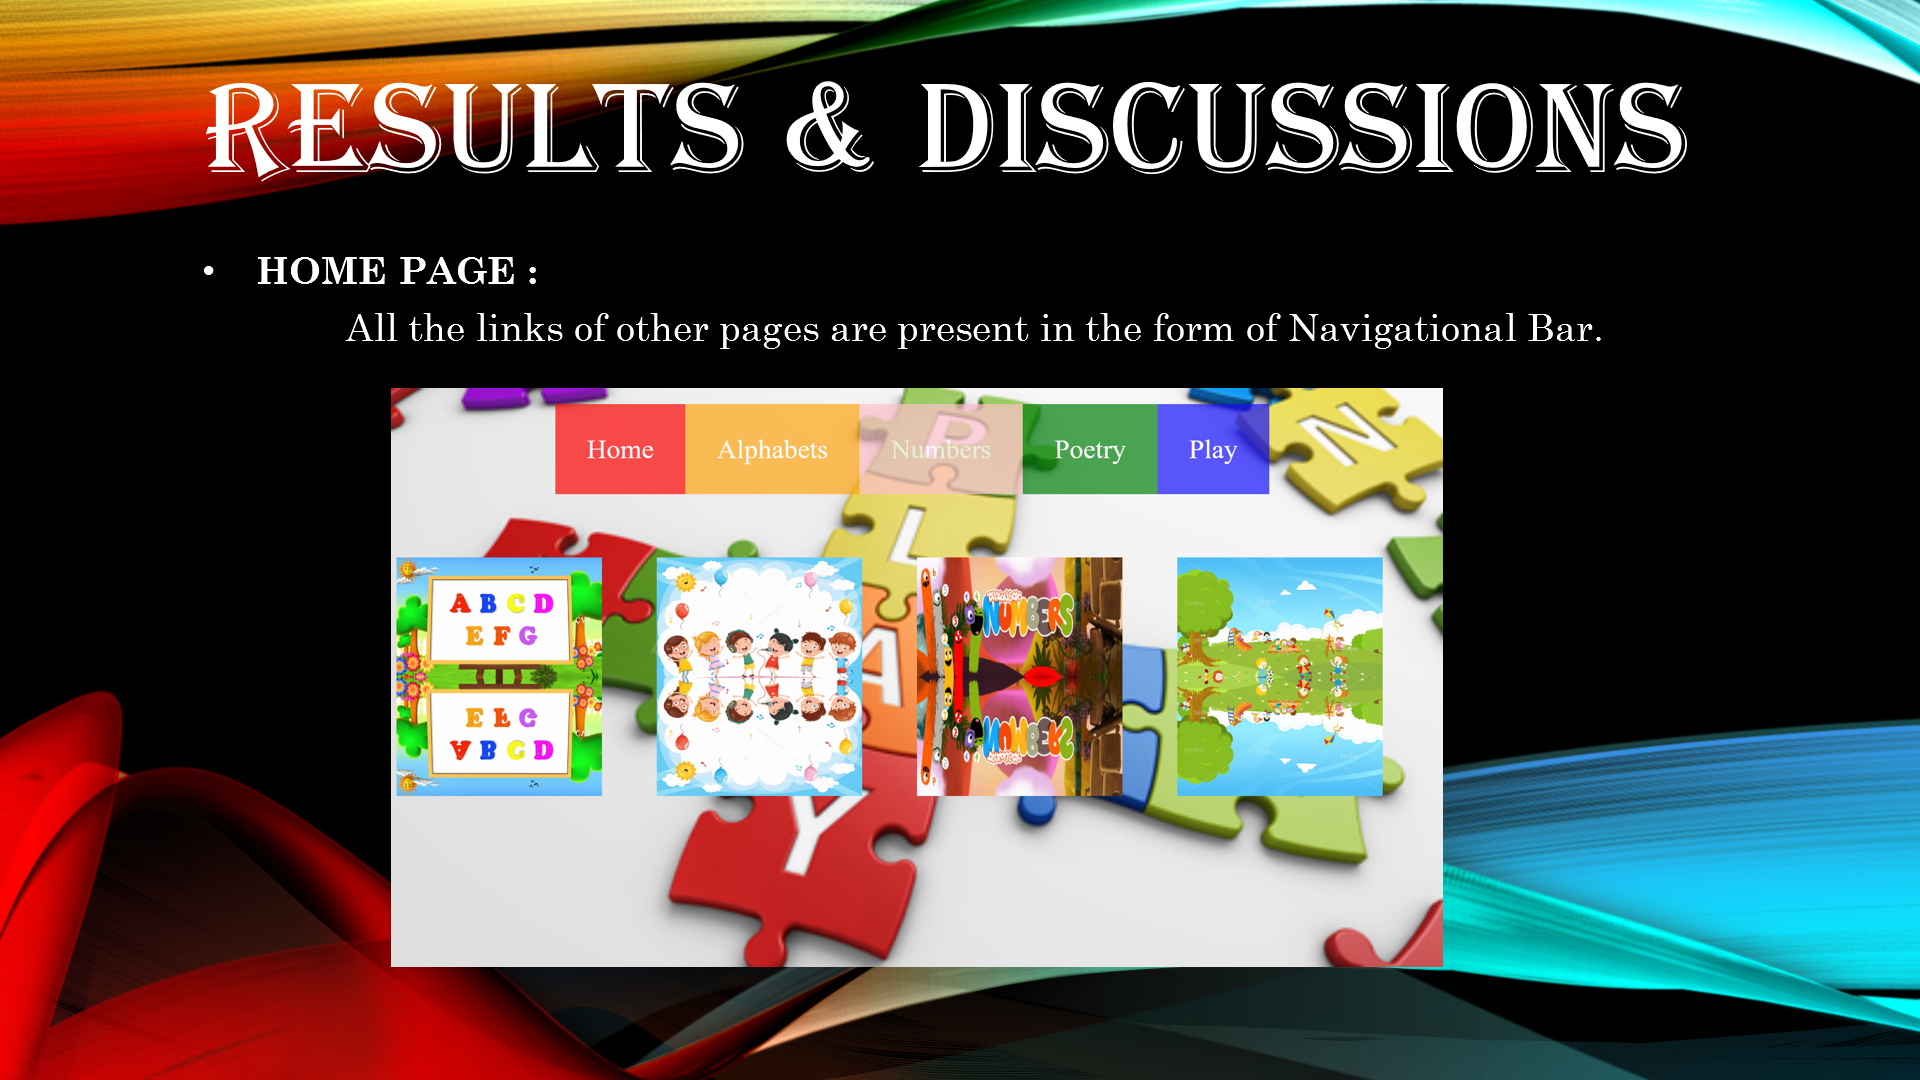 RESULTS & DISCUSSIONS
• HOME PAGE :
All the links of other pages are present in the form of Navigational Bar.
Home Alphabets Numbers Poetry Play
R
N
L
A
Y
A B C D
E F G
NUMBERS